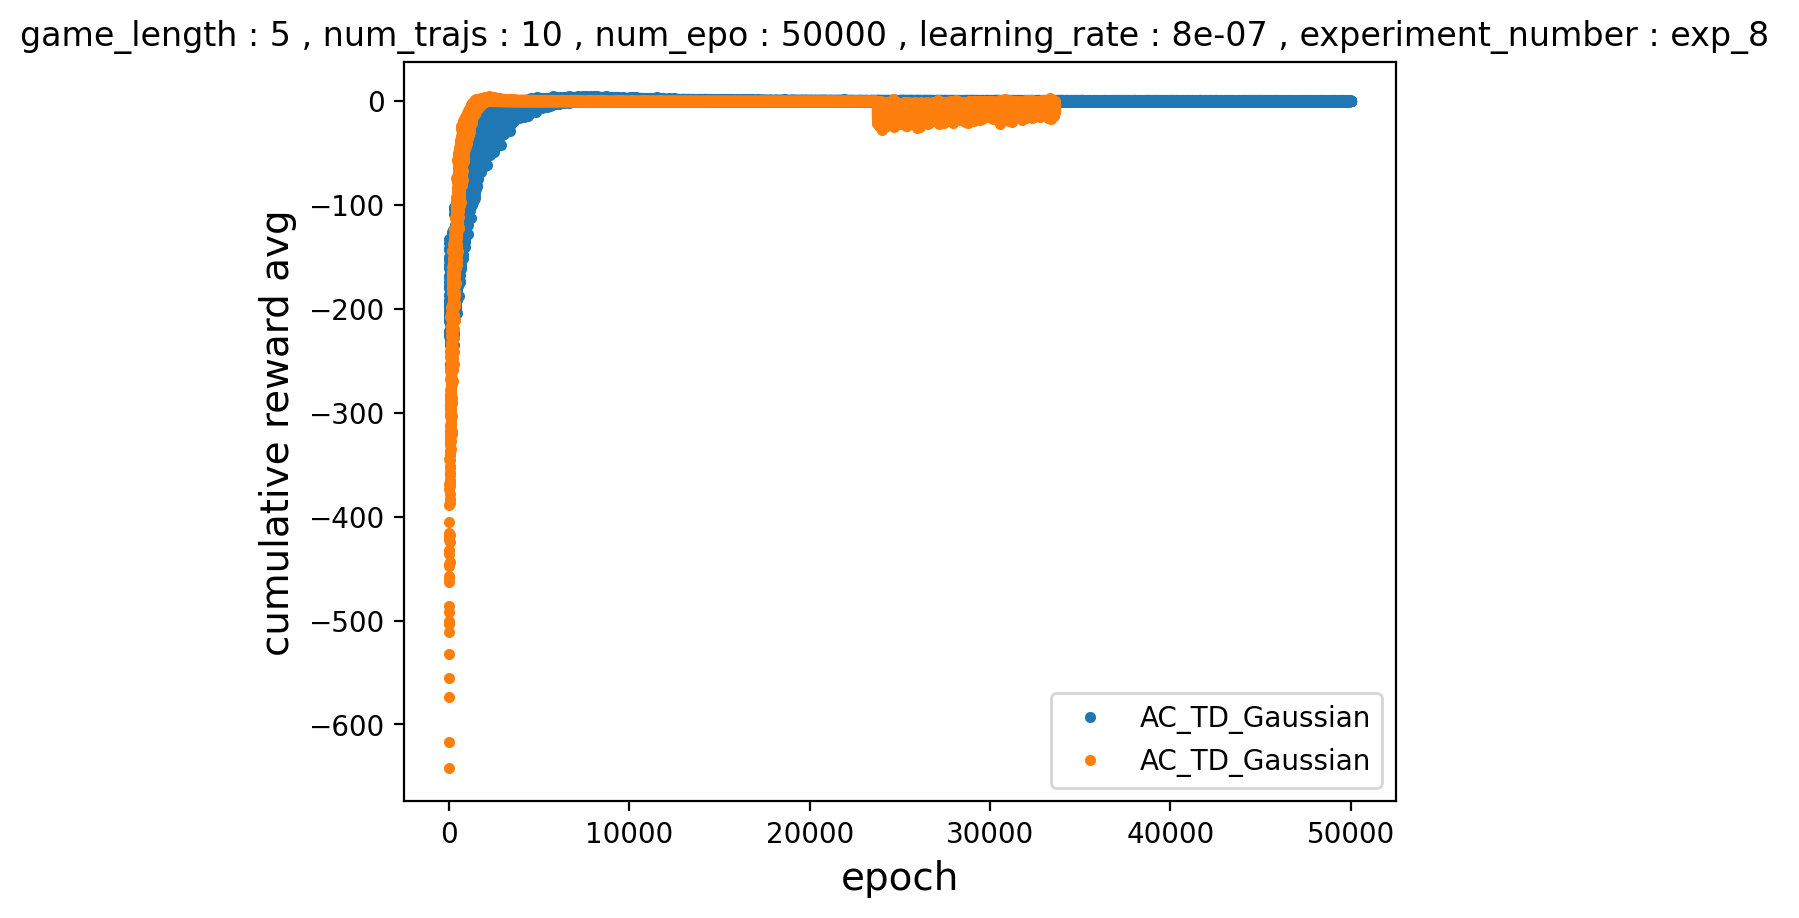 game_length : 5 , num_trajs : 10 , num_epo : 50000 , learning_rate : 8e-07 , experiment_number : exp_8
0
−100
−200
−300
−400
−500
−600
cumulative reward avg
AC_TD_Gaussian
AC_TD_Gaussian
0 10000 20000 30000 40000 50000
epoch